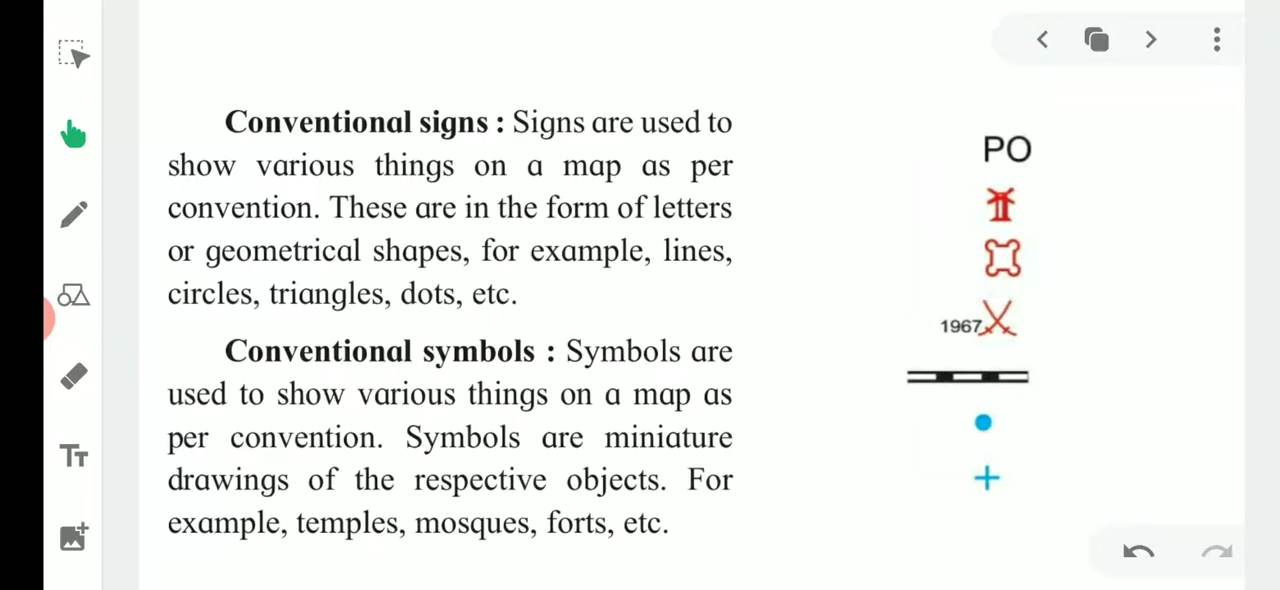 Conventional signs : Signs are used to
show various things on a map as per
convention. These are in the form of letters
or geometrical shapes, for example, lines,
circles, triangles, dots, etc.
Conventional symbols : Symbols are
used to show various things on a map as
per convention. Symbols are miniature
drawings of the respective objects. For
example, temples, mosques, forts, etc.
PO
1967
TT